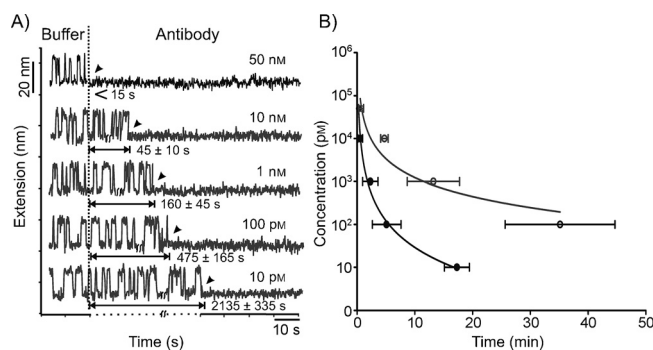 A)
Buffer
Antibody
Extension (nm)
20 nm
50 nM
< 15 s
10 nM
45 ± 10 s
1 nM
160 ± 45 s
100 pM
475 ± 165 s
10 pM
2135 ± 335 s
10 s
Time (s)
B)
Concentration (pM)
10⁶
10⁵
10⁴
10³
10²
10
0 10 20 30 40 50
Time (min)